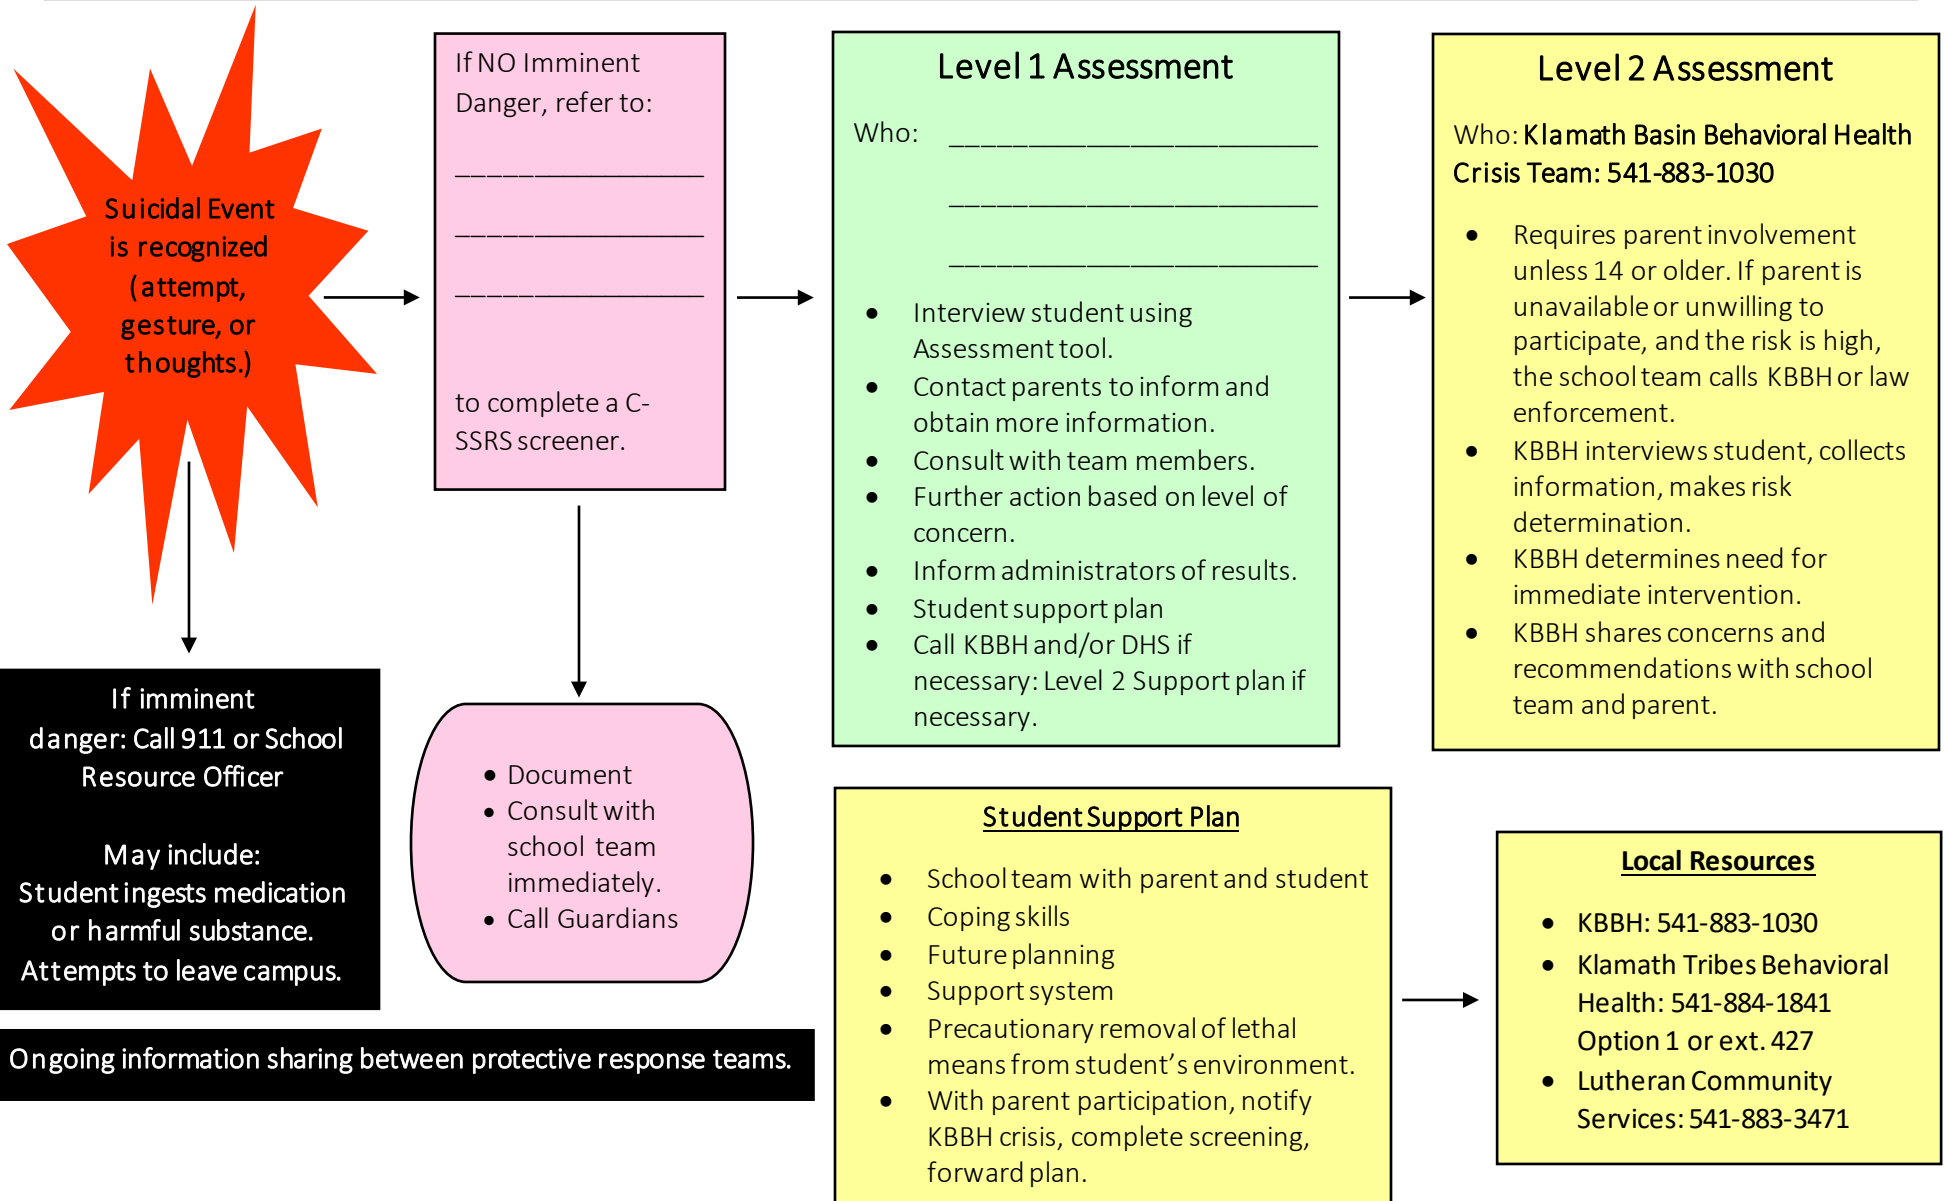 Suicidal Event
is recognized
(attempt,
gesture, or
thoughts.)
If imminent
danger: Call 911 or School
Resource Officer
May include:
Student ingests medication
or harmful substance.
Attempts to leave campus.
Ongoing information sharing between protective response teams.
If NO Imminent
Danger, refer to:
_________________
_________________
_________________
to complete a C-
SSRS screener.
• Document
• Consult with
school team
immediately.
• Call Guardians
Level 1 Assessment
Who: _________________________
_________________________
_________________________
• Interview student using
Assessment tool.
• Contact parents to inform and
obtain more information.
• Consult with team members.
• Further action based on level of
concern.
• Inform administrators of results.
• Student support plan
• Call KBBH and/or DHS if
necessary: Level 2 Support plan if
necessary.
Level 2 Assessment
Who: Klamath Basin Behavioral Health
Crisis Team: 541-883-1030
• Requires parent involvement
unless 14 or older. If parent is
unavailable or unwilling to
participate, and the risk is high,
the school team calls KBBH or law
enforcement.
• KBBH interviews student, collects
information, makes risk
determination.
• KBBH determines need for
immediate intervention.
• KBBH shares concerns and
recommendations with school
team and parent.
Student Support Plan
• School team with parent and student
• Coping skills
• Future planning
• Support system
• Precautionary removal of lethal
means from student’s environment.
• With parent participation, notify
KBBH crisis, complete screening,
forward plan.
Local Resources
• KBBH: 541-883-1030
• Klamath Tribes Behavioral
Health: 541-884-1841
Option 1 or ext. 427
• Lutheran Community
Services: 541-883-3471